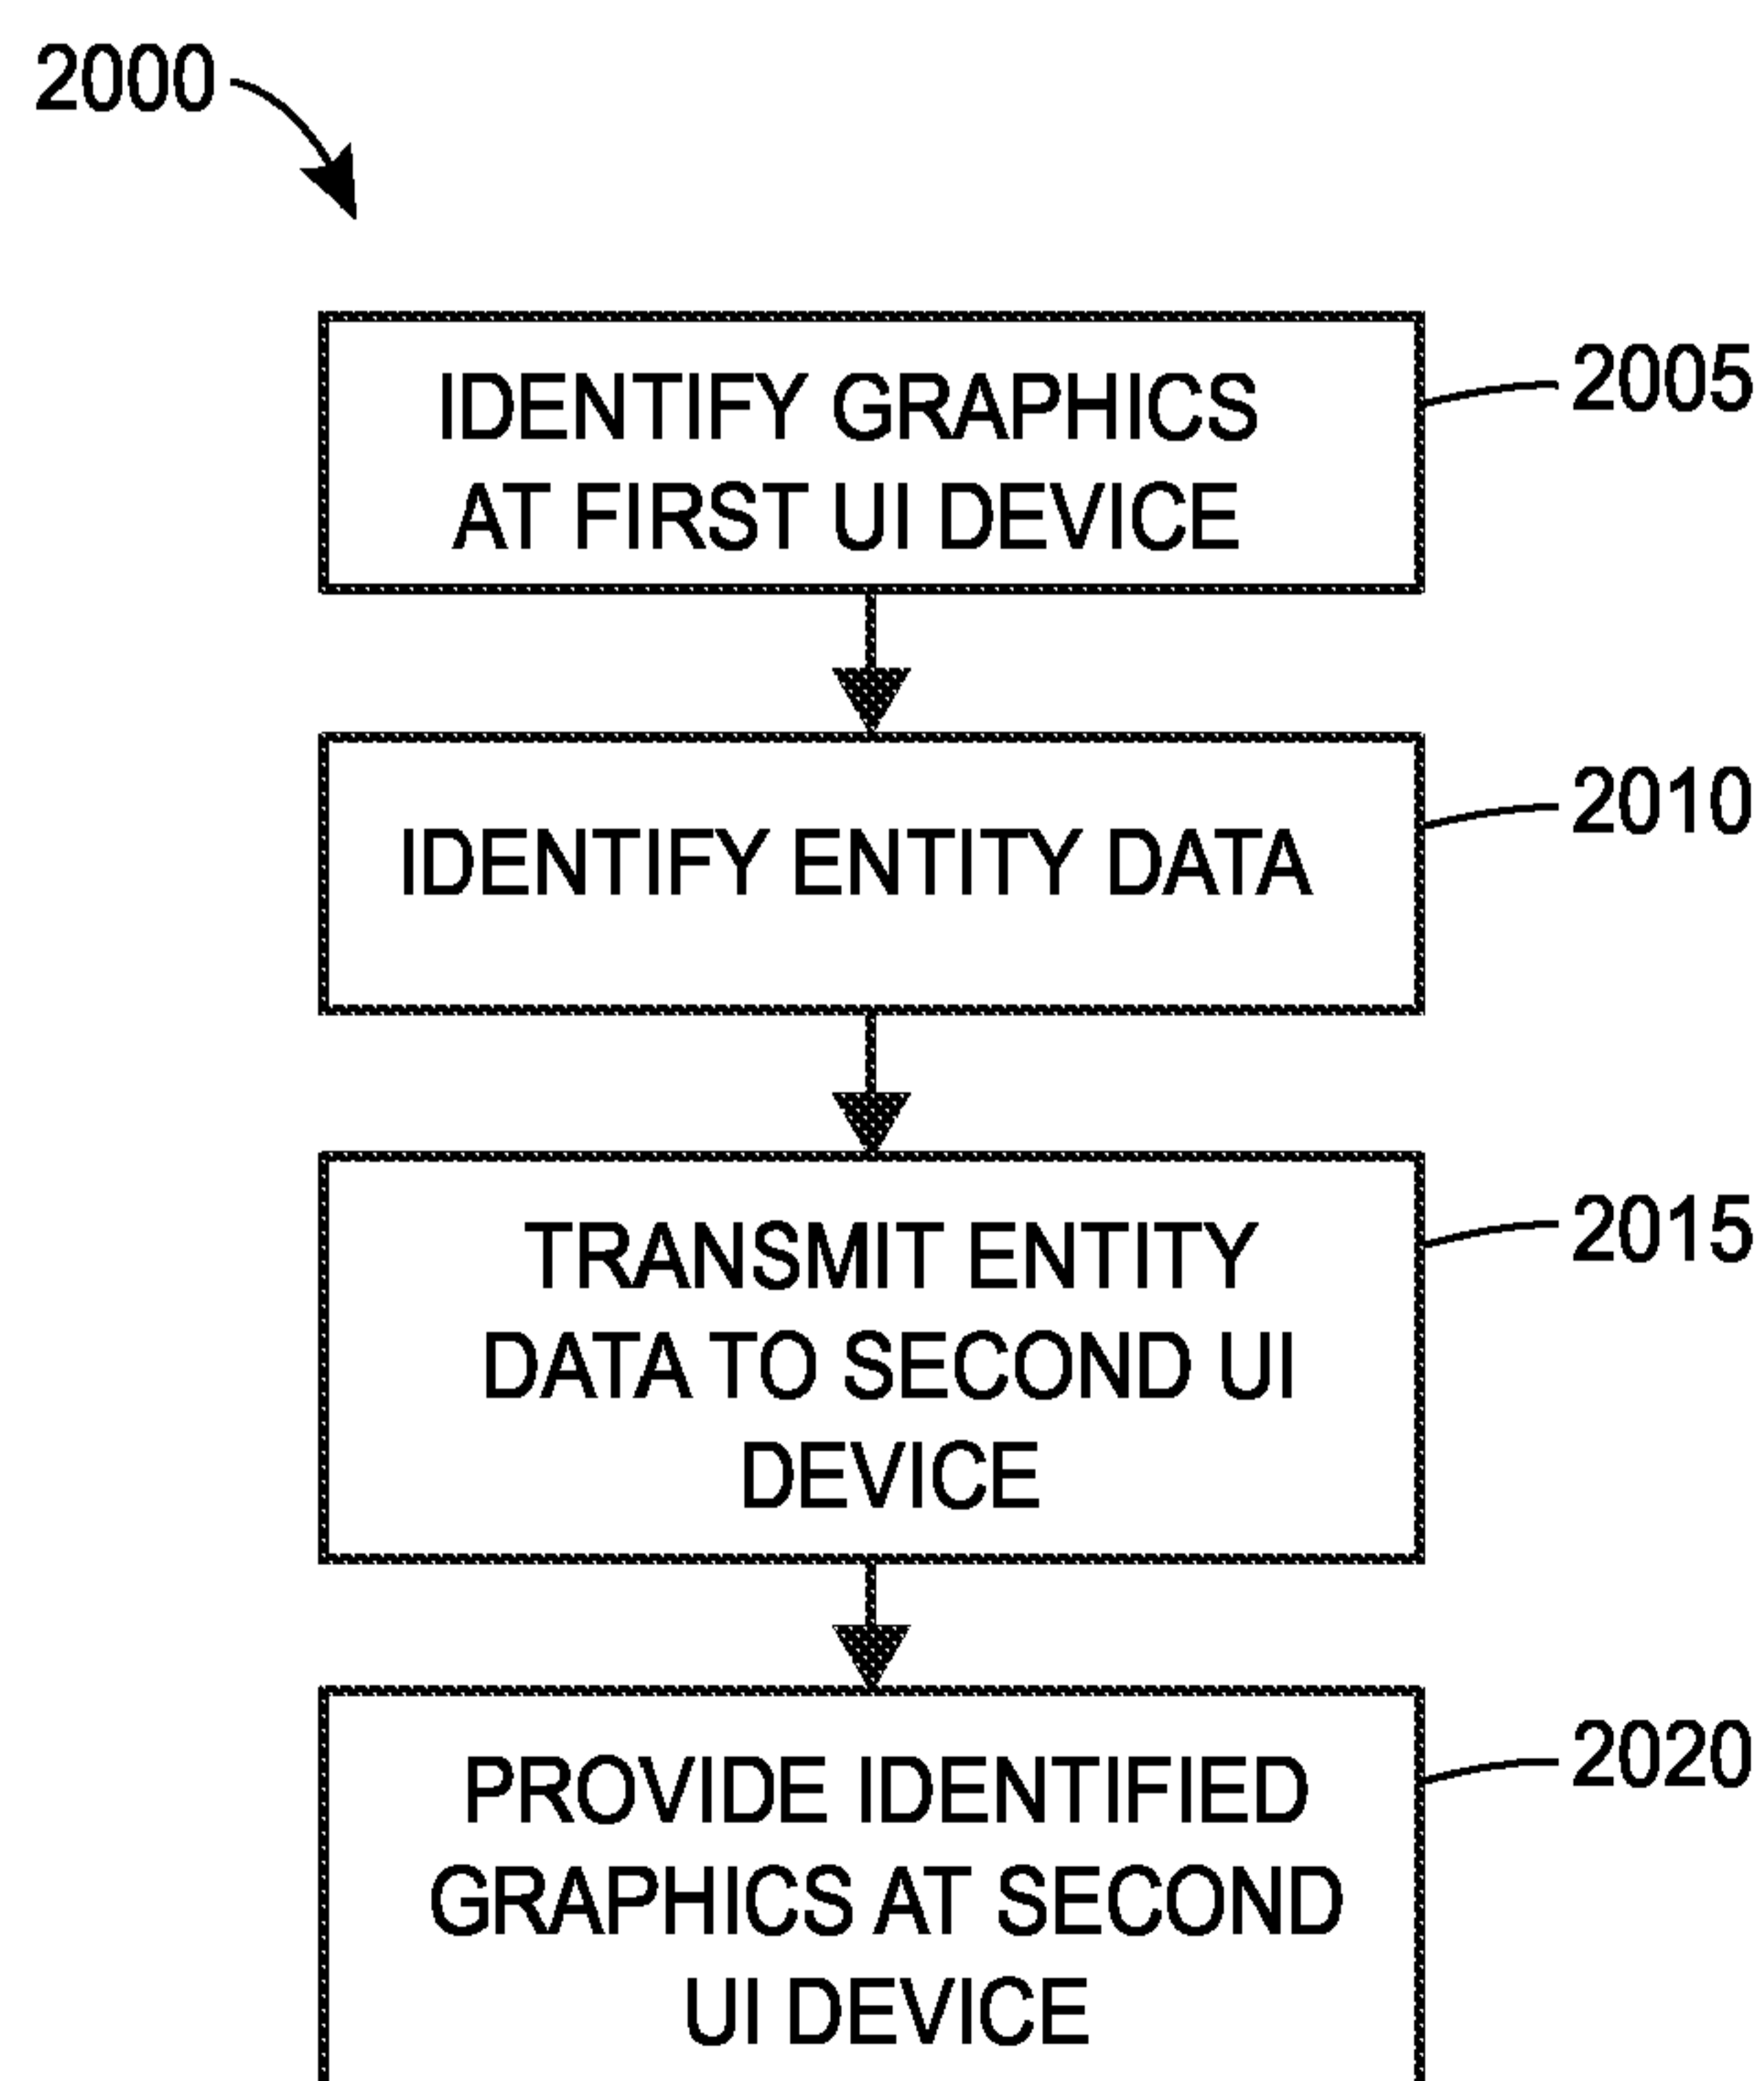 2000
IDENTIFY GRAPHICS
AT FIRST UI DEVICE
2005
IDENTIFY ENTITY DATA
2010
TRANSMIT ENTITY
DATA TO SECOND UI
DEVICE
2015
PROVIDE IDENTIFIED
GRAPHICS AT SECOND
UI DEVICE
2020